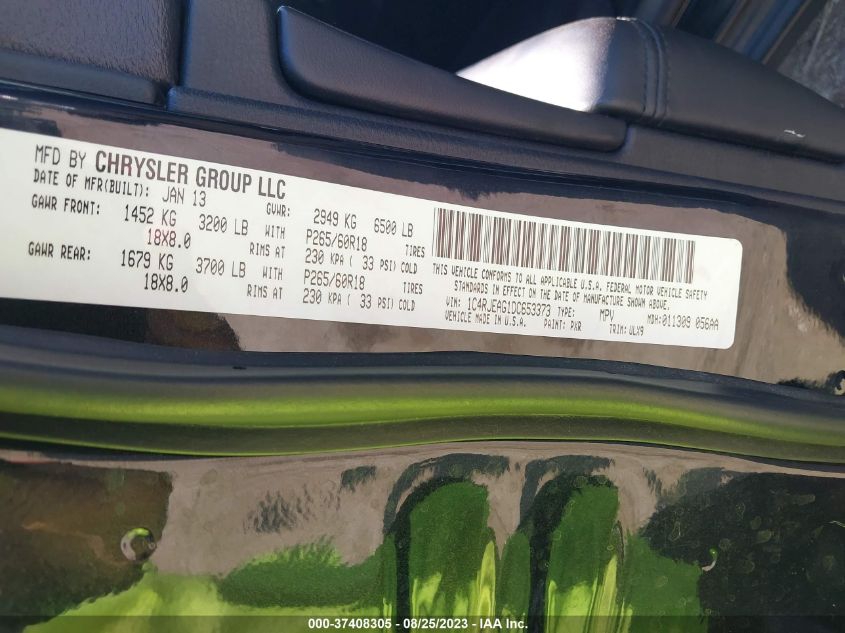 MFD BY CHRYSLER GROUP LLC
DATE OF MFR(BUILT): JAN 13 GVWR: 2949 KG 6500 LB
GAWR FRONT: 1452 KG 3200 LB WITH P265/60R18 TIRES
18X8.0 RIMS AT 230 KPA( 33 PSI) COLD
GAWR REAR: 1679 KG 3700 LB WITH P265/60R18 TIRES
18X8.0 RIMS AT 230 KPA( 33 PSI) COLD
THIS VEHICLE CONFORMS TO ALL APPLICABLE U.S.A. FEDERAL MOTOR VEHICLE SAFETY
STANDARDS IN EFFECT ON THE DATE OF MANUFACTURE SHOWN ABOVE.
VIN: 1C4RJEAG1DC653373 TYPE: MPV MDH:011309 056AA
VEHICLE MADE IN U.S.A. PAINT: PXR TRIM: ULX9
000-37408305 - 08/25/2023 - IAA Inc.